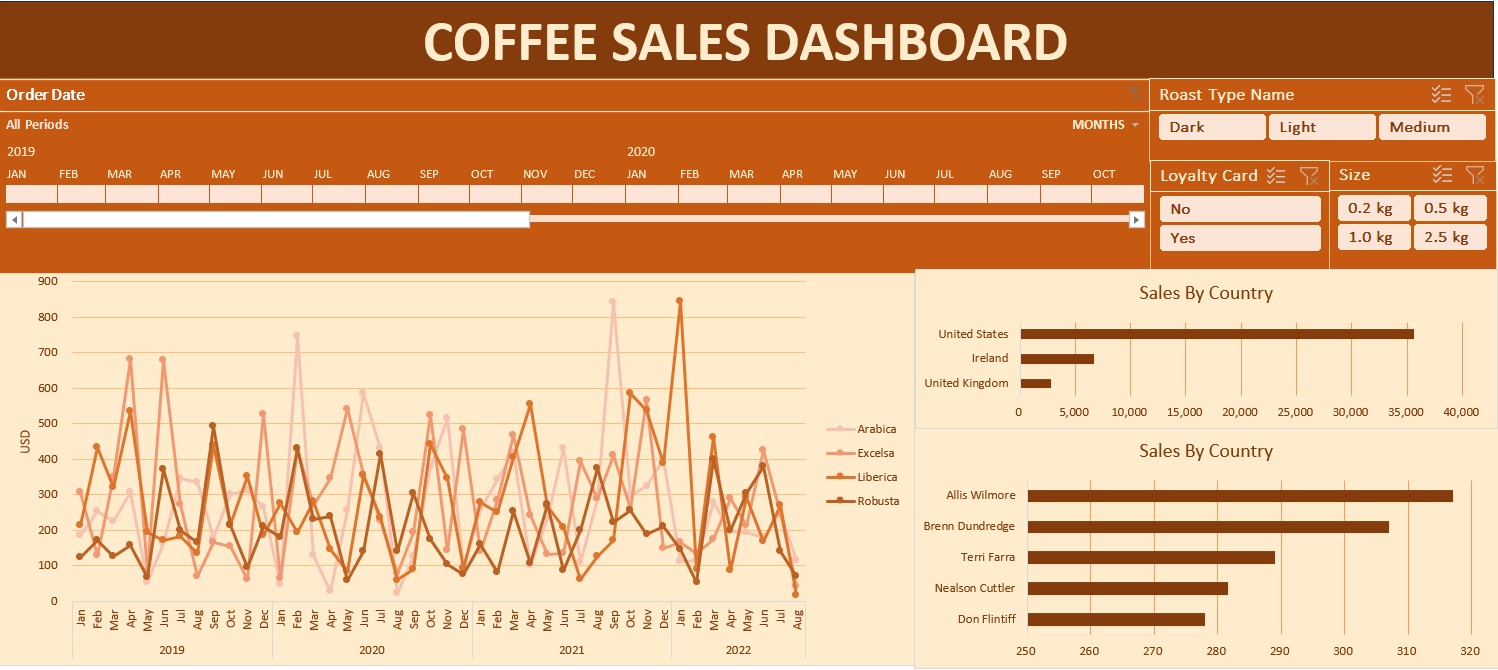 COFFEE SALES DASHBOARD
Order Date
All Periods
MONTHS
2019 2020
JAN FEB MAR APR MAY JUN JUL AUG SEP OCT NOV DEC JAN FEB MAR APR MAY JUN JUL AUG SEP OCT
Roast Type Name
Dark Light Medium
Loyalty Card
No
Yes
Size
0.2 kg 0.5 kg
1.0 kg 2.5 kg
900
800
700
600
500
400
300
200
100
0
USD
Jan Feb Mar Apr May Jun Jul Aug Sep Oct Nov Dec Jan Feb Mar Apr May Jun Jul Aug Sep Oct Nov Dec Jan Feb Mar Apr May Jun Jul Aug Sep Oct Nov Dec Jan Feb Mar Apr May Jun Jul Aug
2019 2020 2021 2022
Arabica
Excelsa
Liberica
Robusta
Sales By Country
United States
Ireland
United Kingdom
0 5,000 10,000 15,000 20,000 25,000 30,000 35,000 40,000
Sales By Country
Allis Wilmore
Brenn Dundredge
Terri Farra
Nealson Cuttler
Don Flintiff
250 260 270 280 290 300 310 320